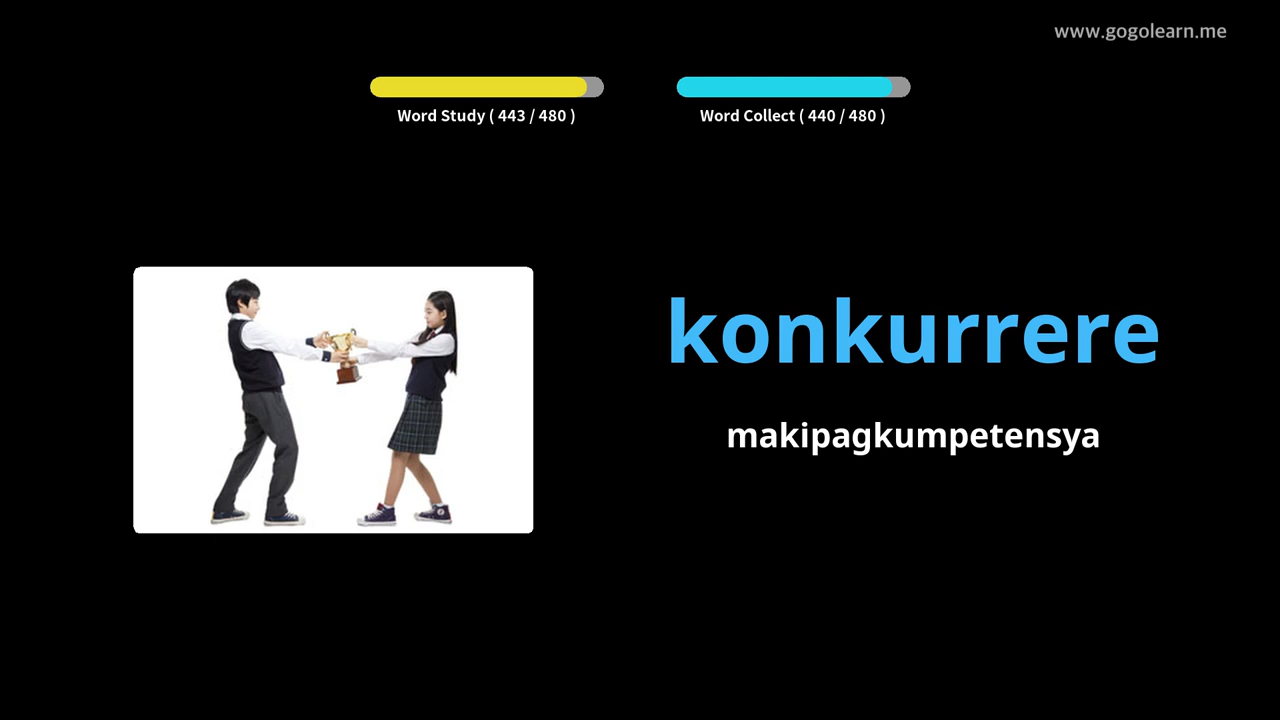 www.gogolearn.me
Word Study ( 443 / 480 )
Word Collect ( 440 / 480 )
konkurrere
makipagkumpetensya